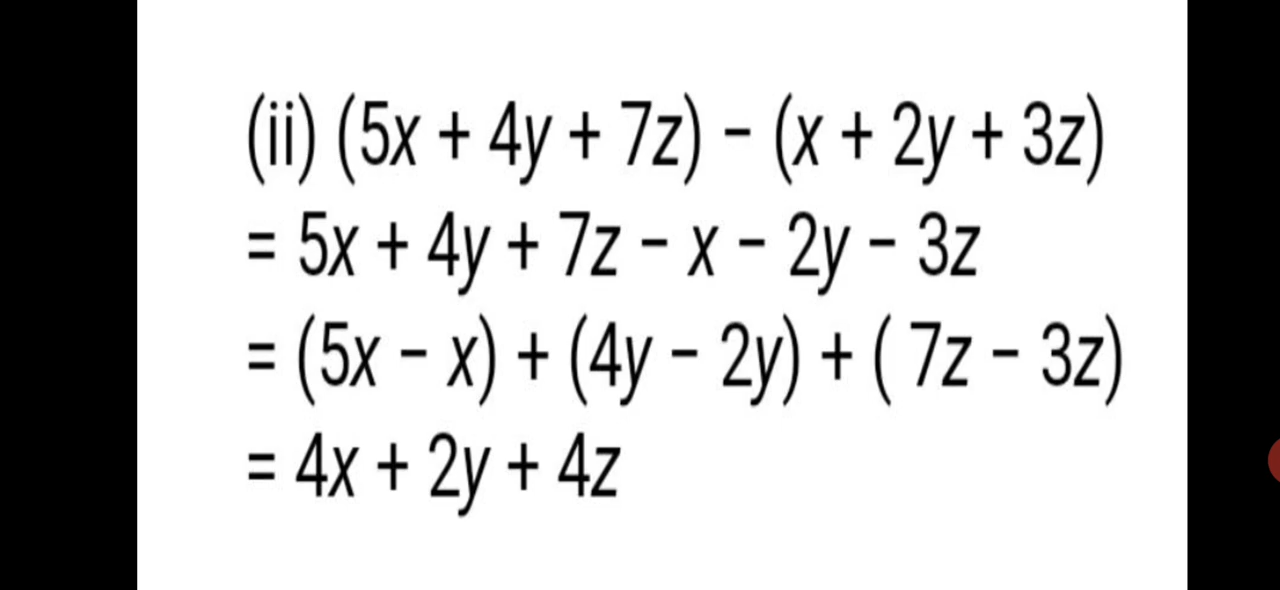 (ii) (5x + 4y + 7z) – (x + 2y + 3z)
= 5x + 4y + 7z – x – 2y – 3z
= (5x – x) + (4y – 2y) + ( 7z – 3z)
= 4x + 2y + 4z